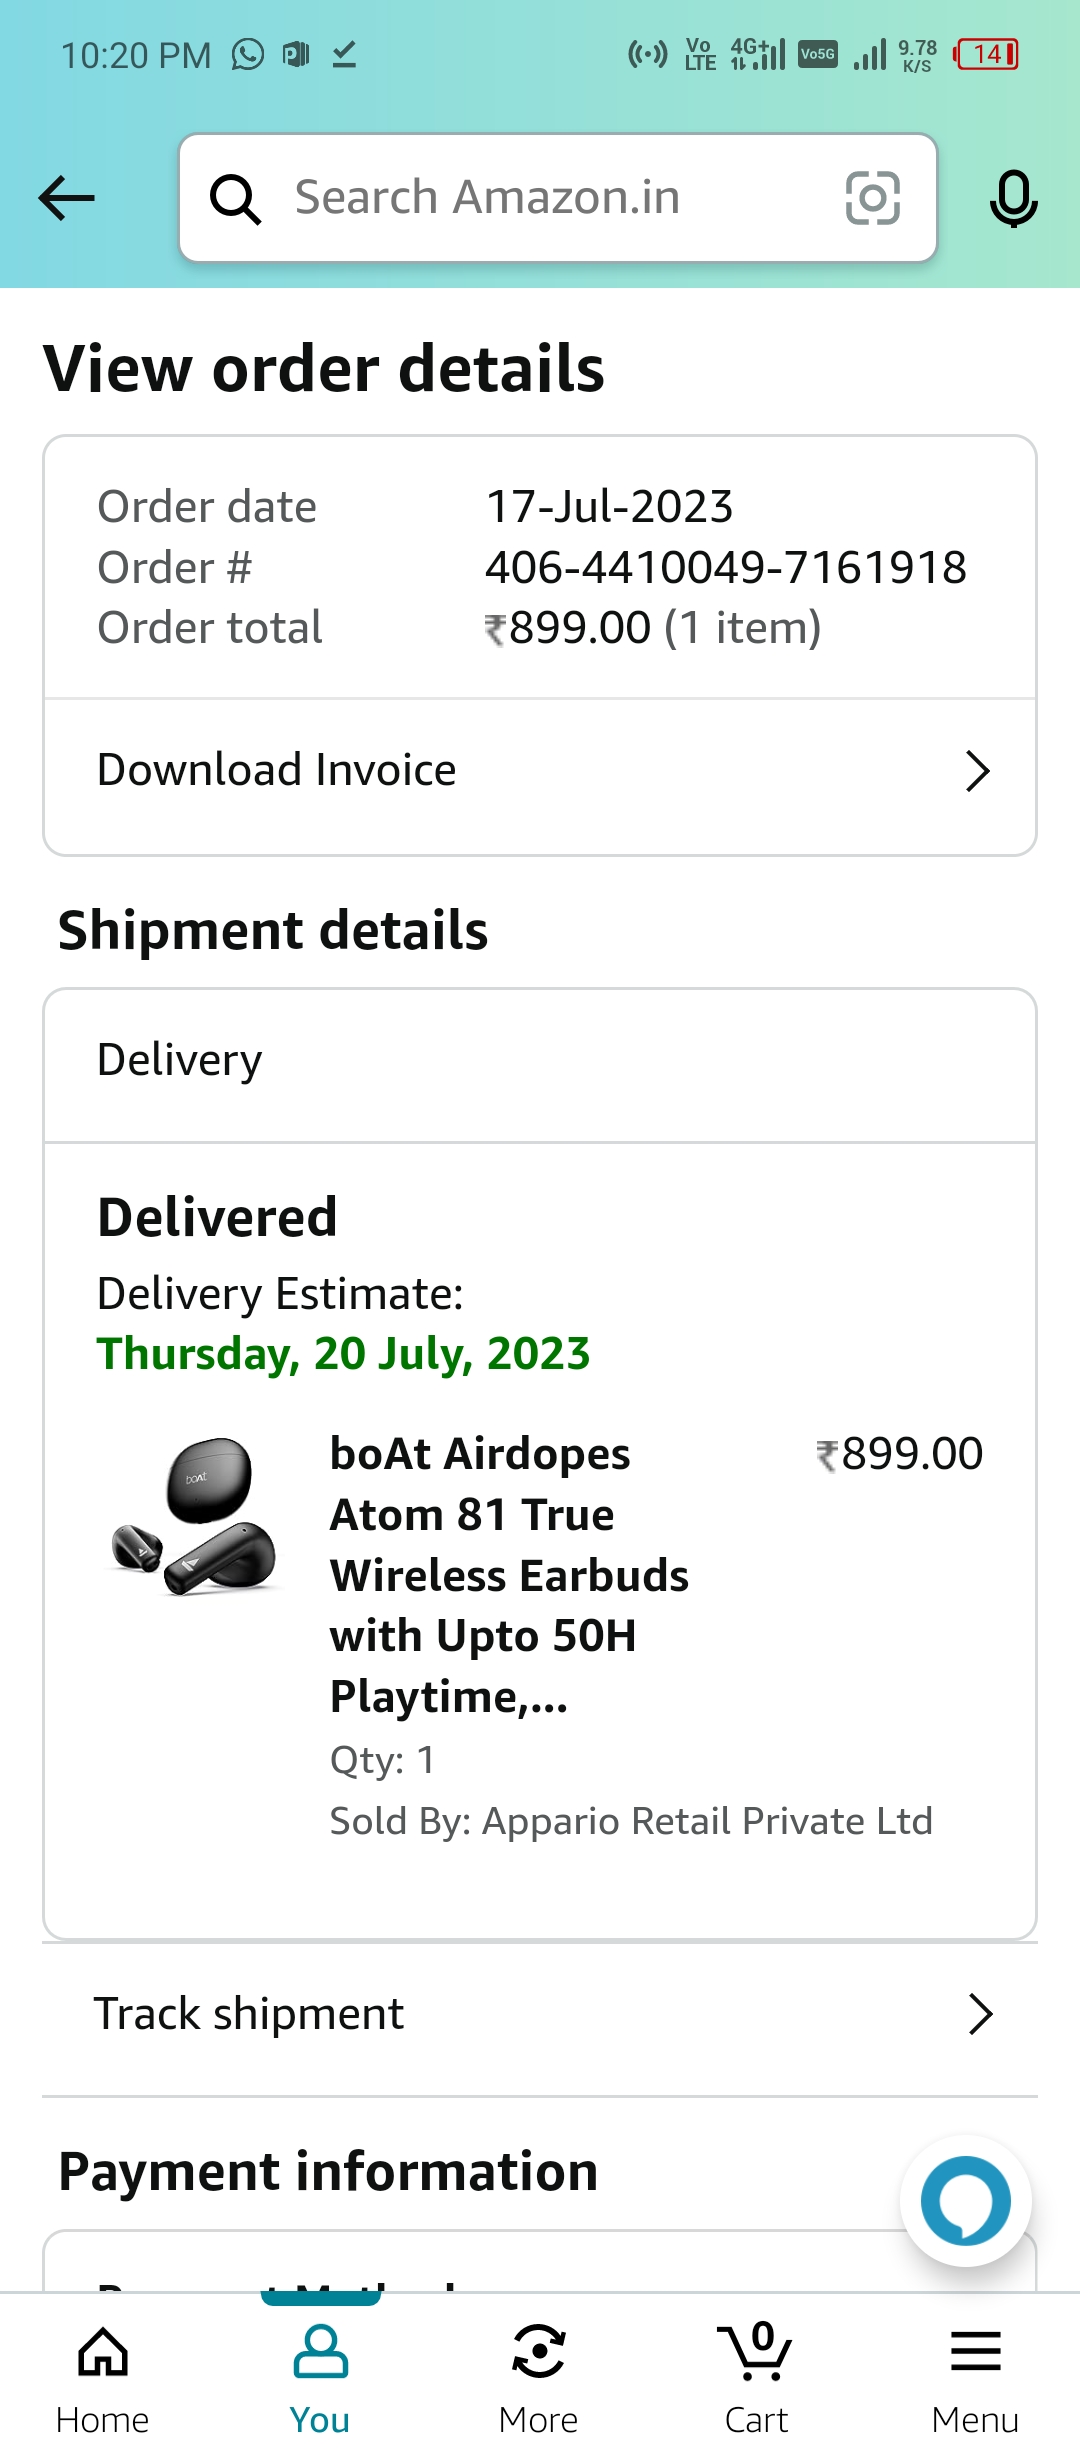 10:20 PM Vo LTE 4G+ Vo5G 9.78 K/S 14
Search Amazon.in
View order details
Order date 17-Jul-2023
Order # 406-4410049-7161918
Order total ₹899.00 (1 item)
Download Invoice
Shipment details
Delivery
Delivered
Delivery Estimate:
Thursday, 20 July, 2023
boAt
boAt Airdopes ₹899.00
Atom 81 True
Wireless Earbuds
with Upto 50H
Playtime,...
Qty: 1
Sold By: Appario Retail Private Ltd
Track shipment
Payment information
0
Home You More Cart Menu